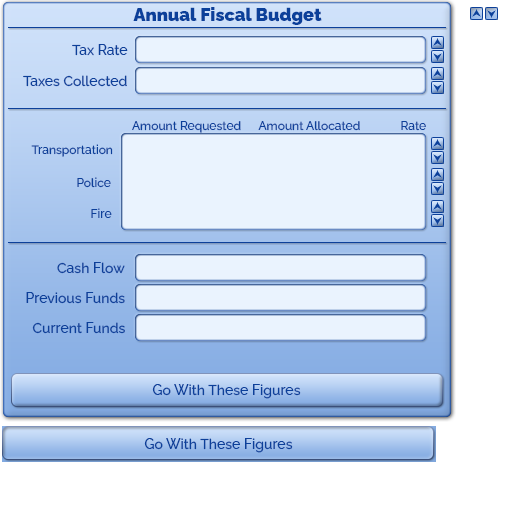 Annual Fiscal Budget
Tax Rate
Taxes Collected
Amount Requested Amount Allocated Rate
Transportation
Police
Fire
Cash Flow
Previous Funds
Current Funds
Go With These Figures
Go With These Figures